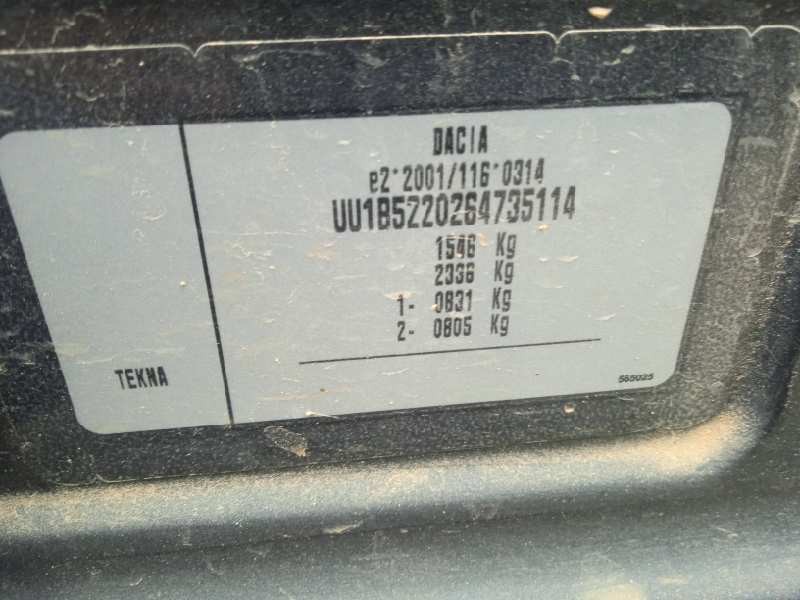 DACIA
e2*2001/116*0314
UU1B5220264735114
1546 Kg
2336 Kg
1- 0831 Kg
2- 0805 Kg
TEKNA
565025